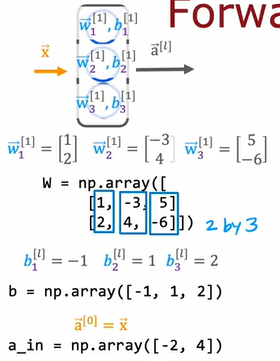 Forwa
w⃗₁^[1], b₁^[1]
x⃗ w⃗₂^[1], b₂^[1] a⃗^[l]
w⃗₃^[1], b₃^[1]
w⃗₁^[1] = [1 2] w⃗₂^[1] = [-3 4] w⃗₃^[1] = [5 -6]
W = np.array([
[1, -3, 5]
[2, 4, -6]]) 2 by 3
b₁^[l] = -1 b₂^[l] = 1 b₃^[l] = 2
b = np.array([-1, 1, 2])
a⃗^[0] = x⃗
a_in = np.array([-2, 4])